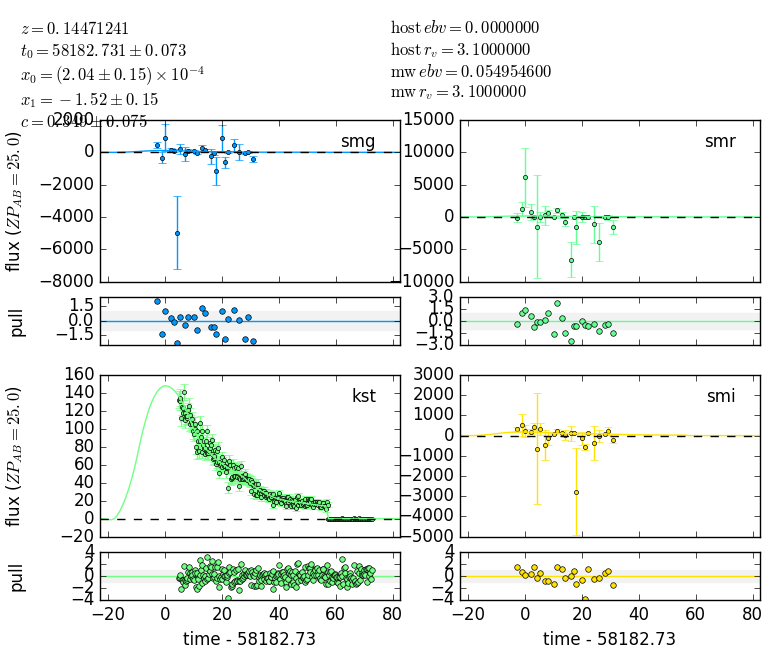 z = 0.14471241
t₀ = 58182.731 ± 0.073
x₀ = (2.04 ± 0.15) × 10⁻⁴
x₁ = −1.52 ± 0.15
c = 0.349 ± 0.075
host ebv = 0.0000000
host r_v = 3.1000000
mw ebv = 0.054954600
mw r_v = 3.1000000
flux (ZP_AB = 25.0)
2000
0
−2000
−4000
−6000
−8000
smg
15000
10000
5000
0
−5000
−10000
smr
pull
1.5
0.0
−1.5
3.0
1.5
0.0
−1.5
−3.0
flux (ZP_AB = 25.0)
160
140
120
100
80
60
40
20
0
−20
kst
3000
2000
1000
0
−1000
−2000
−3000
−4000
−5000
smi
pull
4
2
0
−2
−4
4
2
0
−2
−4
−20 0 20 40 60 80
−20 0 20 40 60 80
time - 58182.73
time - 58182.73